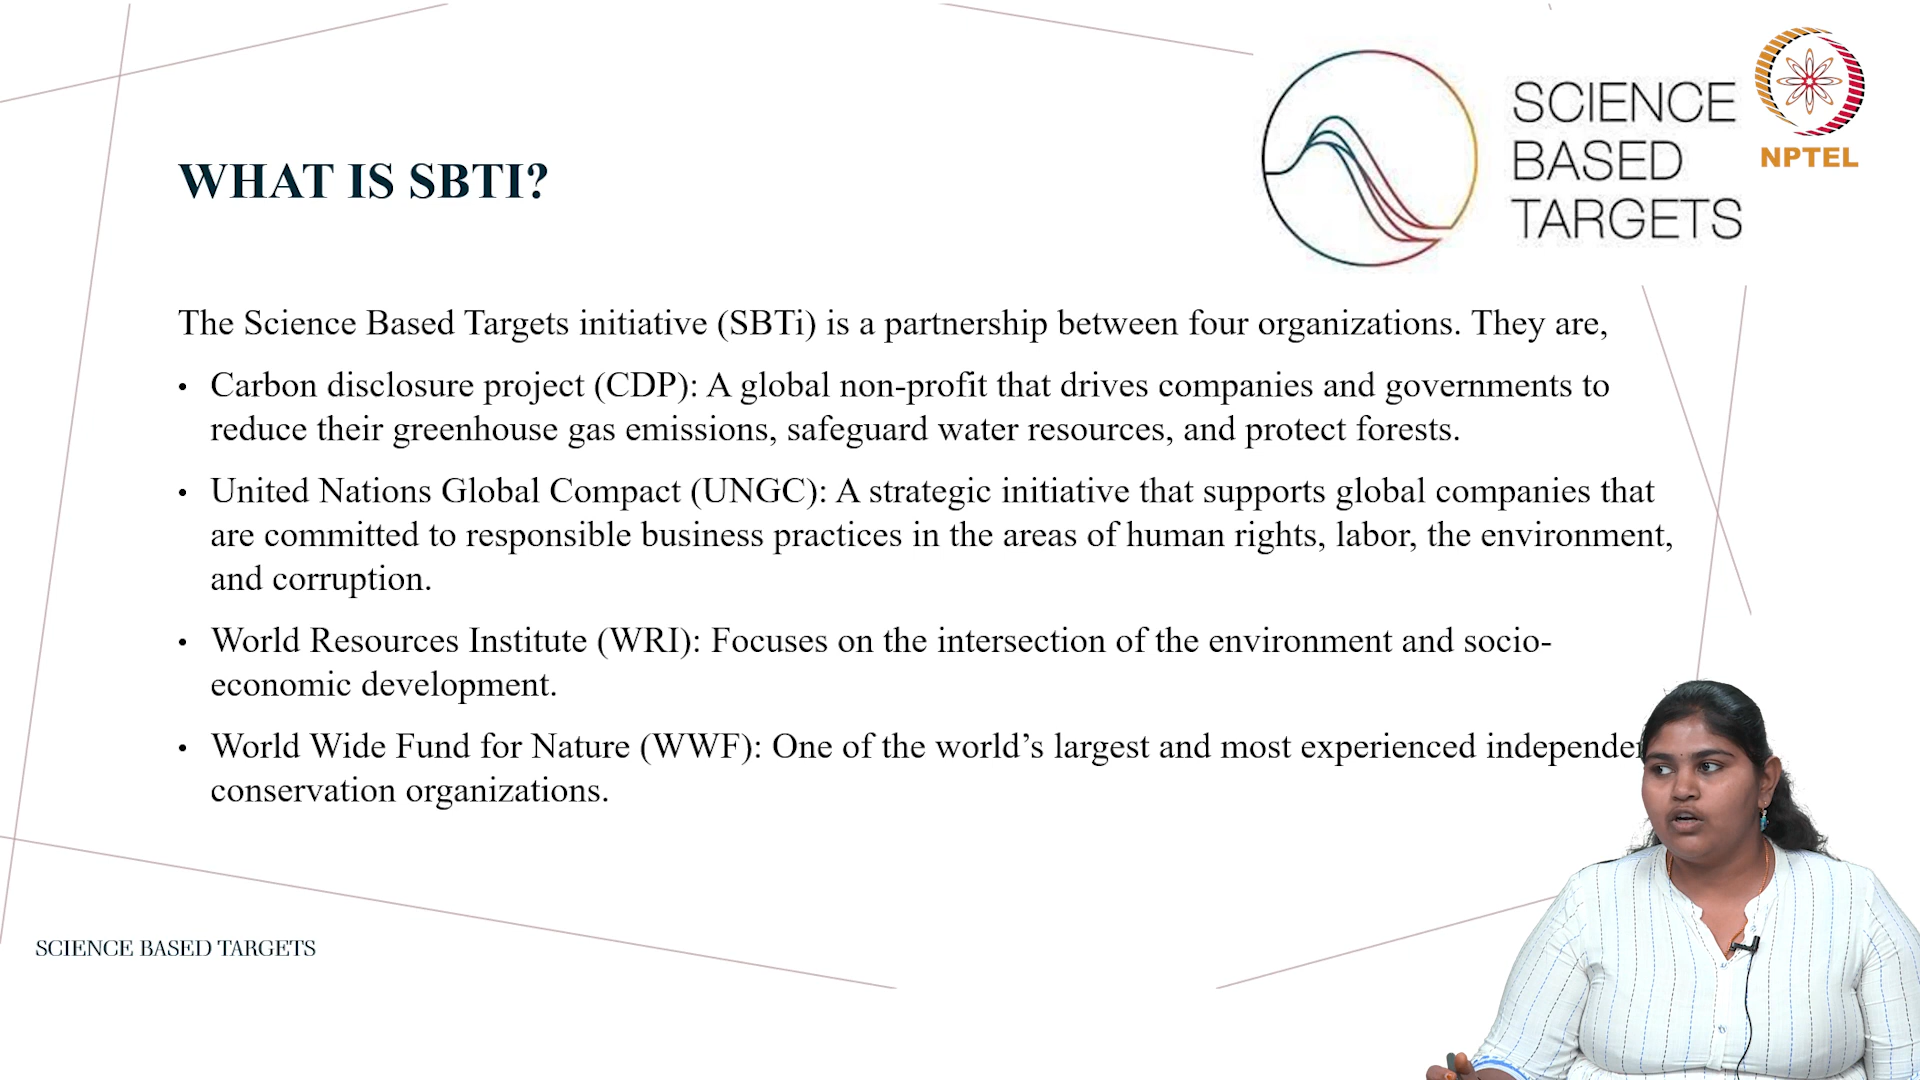 SCIENCE
BASED
TARGETS
NPTEL
WHAT IS SBTI?
The Science Based Targets initiative (SBTi) is a partnership between four organizations. They are,
• Carbon disclosure project (CDP): A global non-profit that drives companies and governments to
reduce their greenhouse gas emissions, safeguard water resources, and protect forests.
• United Nations Global Compact (UNGC): A strategic initiative that supports global companies that
are committed to responsible business practices in the areas of human rights, labor, the environment,
and corruption.
• World Resources Institute (WRI): Focuses on the intersection of the environment and socio-
economic development.
• World Wide Fund for Nature (WWF): One of the world’s largest and most experienced
conservation organizations.
SCIENCE BASED TARGETS